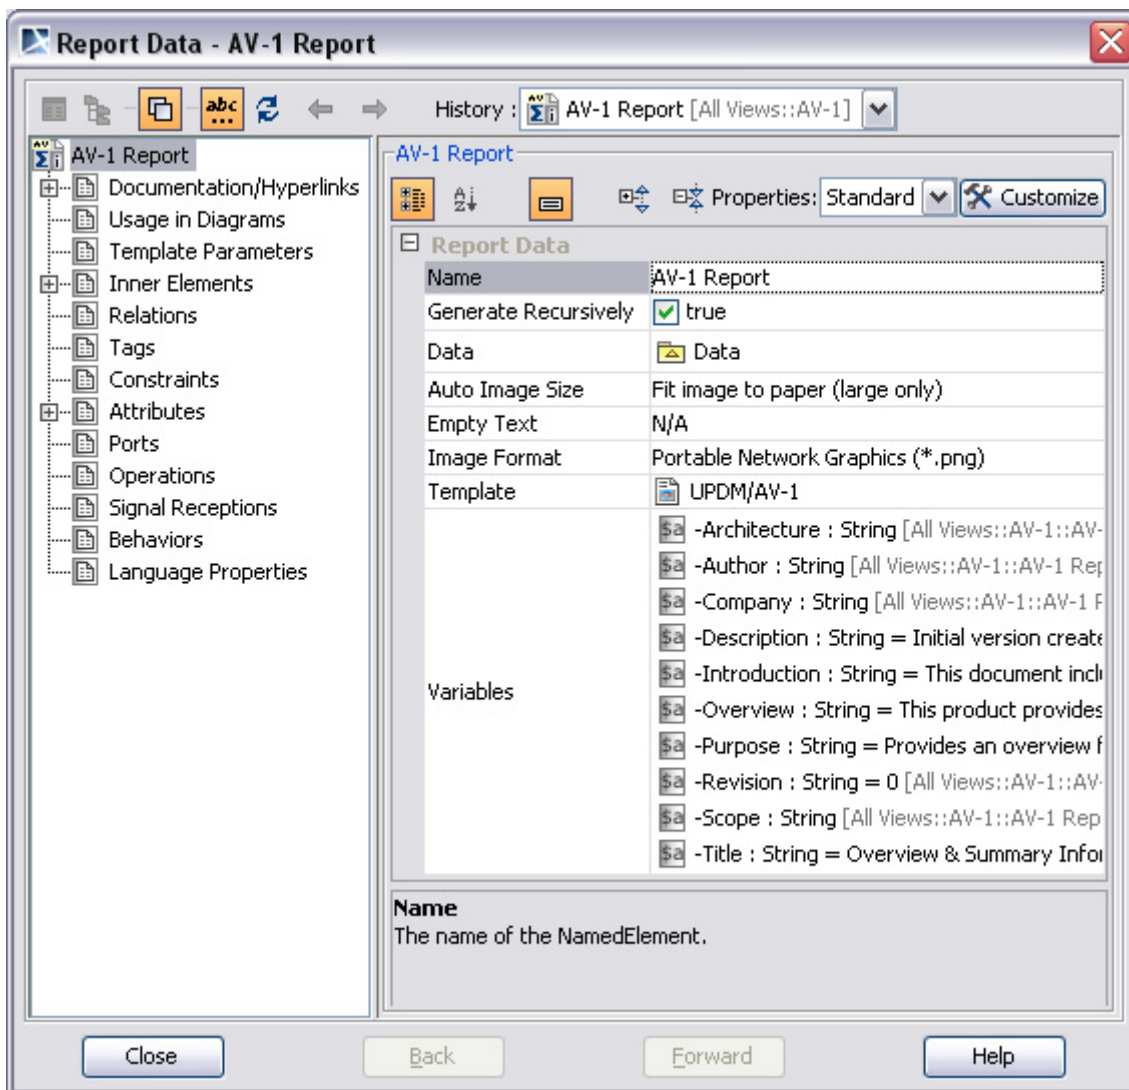 Report Data - AV-1 Report
abc
History : AV-1 Report [All Views::AV-1]
AV-1 Report
Documentation/Hyperlinks
Usage in Diagrams
Template Parameters
Inner Elements
Relations
Tags
Constraints
Attributes
Ports
Operations
Signal Receptions
Behaviors
Language Properties
AV-1 Report
Properties: Standard Customize
Report Data
Name AV-1 Report
Generate Recursively true
Data Data
Auto Image Size Fit image to paper (large only)
Empty Text N/A
Image Format Portable Network Graphics (*.png)
Template UPDM/AV-1
Variables
-Architecture : String [All Views::AV-1::AV-
-Author : String [All Views::AV-1::AV-1 Rep
-Company : String [All Views::AV-1::AV-1
-Description : String = Initial version create
-Introduction : String = This document incl
-Overview : String = This product provides
-Purpose : String = Provides an overview f
-Revision : String = 0 [All Views::AV-1::AV-
-Scope : String [All Views::AV-1::AV-1 Rep
-Title : String = Overview & Summary Infor
Name
The name of the NamedElement.
Close Back Forward Help